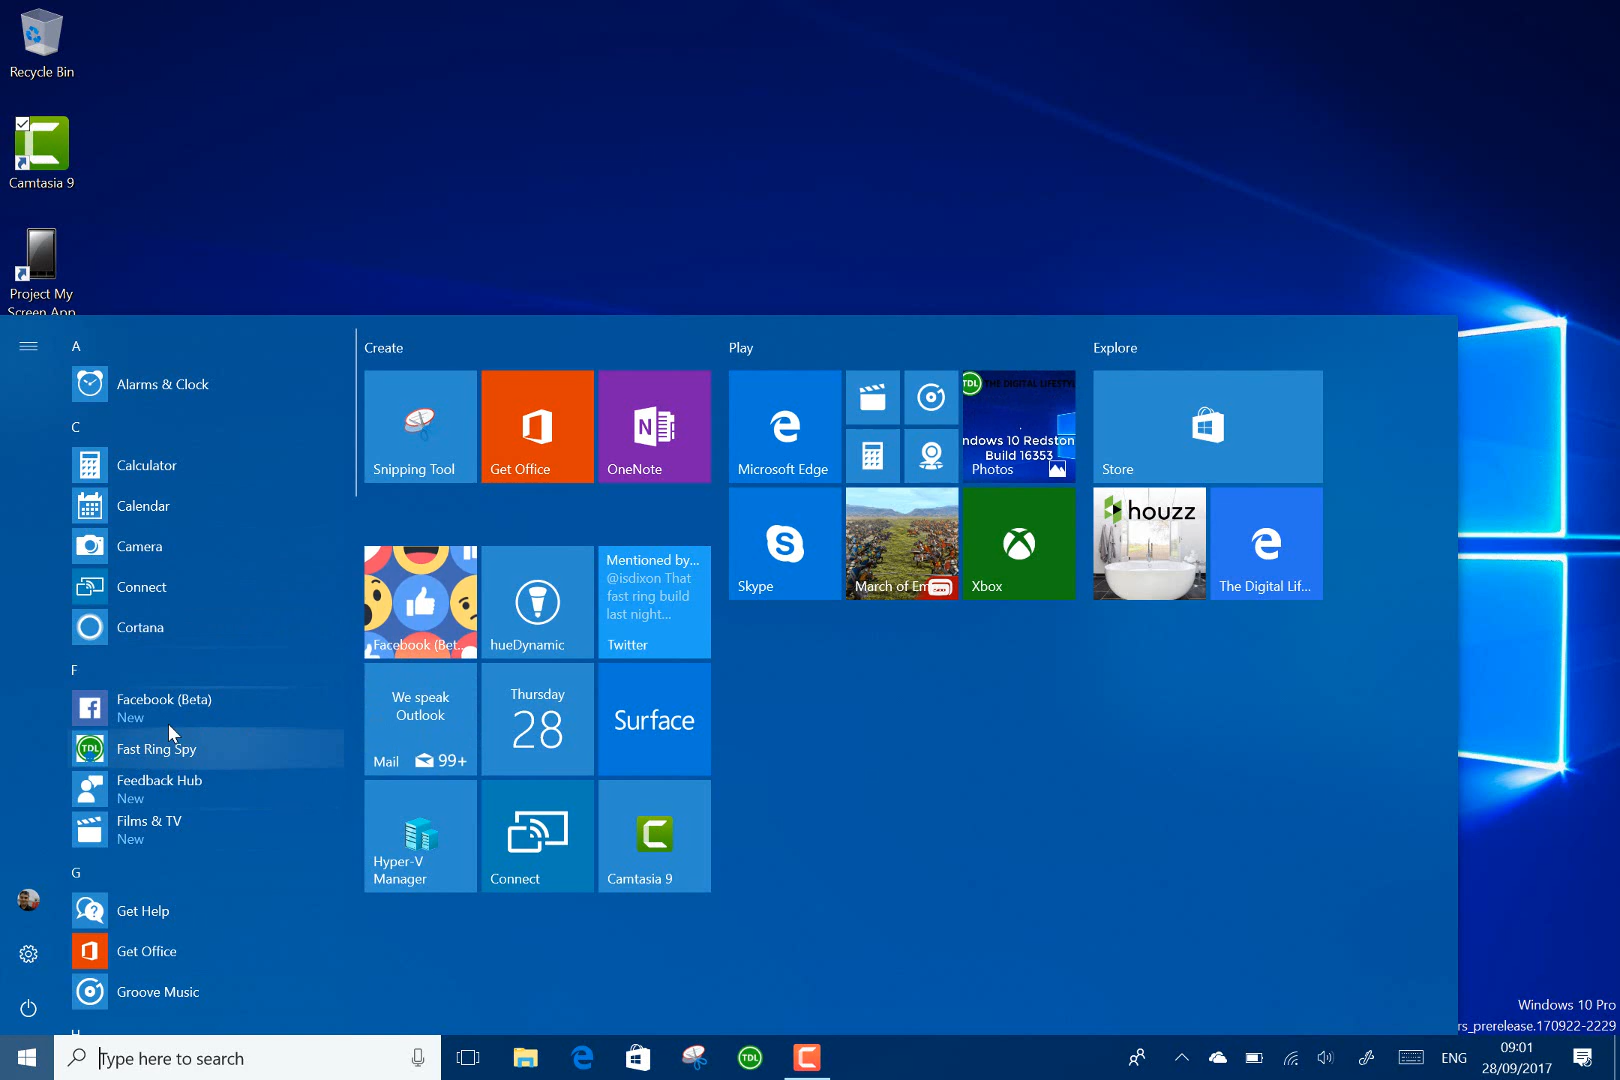 Recycle Bin
Camtasia 9
Project My
Screen App
A
Alarms & Clock
C
Calculator
Calendar
Camera
Connect
Cortana
F
Facebook (Beta)
New
Fast Ring Spy
Feedback Hub
New
Films & TV
New
G
Get Help
Get Office
Groove Music
H
Create
Snipping Tool
Get Office
OneNote
N
Facebook (Bet...
hueDynamic
Mentioned by...
@isdixon That
fast ring build
last night...
Twitter
We speak
Outlook
Mail 99+
Thursday
28
Surface
Hyper-V
Manager
Connect
Camtasia 9
Play
Microsoft Edge
TDL THE DIGITAL LIFESTYL
ndows 10 Redston
Build 16353
Photos
Skype
March of Em
Xbox
Explore
Store
houzz
The Digital Lif...
Windows 10 Pro
rs_prerelease.170922-2229
Type here to search
TDL
ENG
09:01
28/09/2017